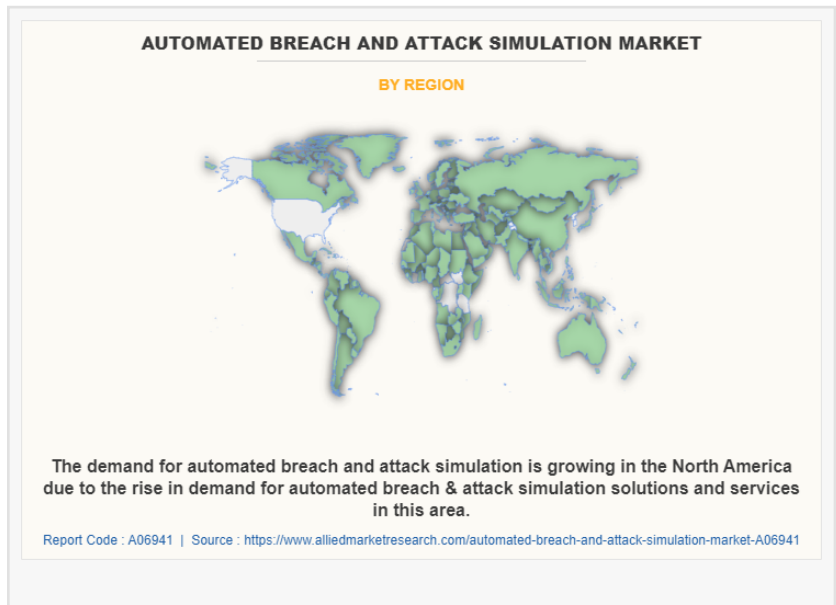 AUTOMATED BREACH AND ATTACK SIMULATION MARKET
BY REGION
The demand for automated breach and attack simulation is growing in the North America
due to the rise in demand for automated breach & attack simulation solutions and services
in this area.
Report Code : A06941 | Source : https://www.alliedmarketresearch.com/automated-breach-and-attack-simulation-market-A06941